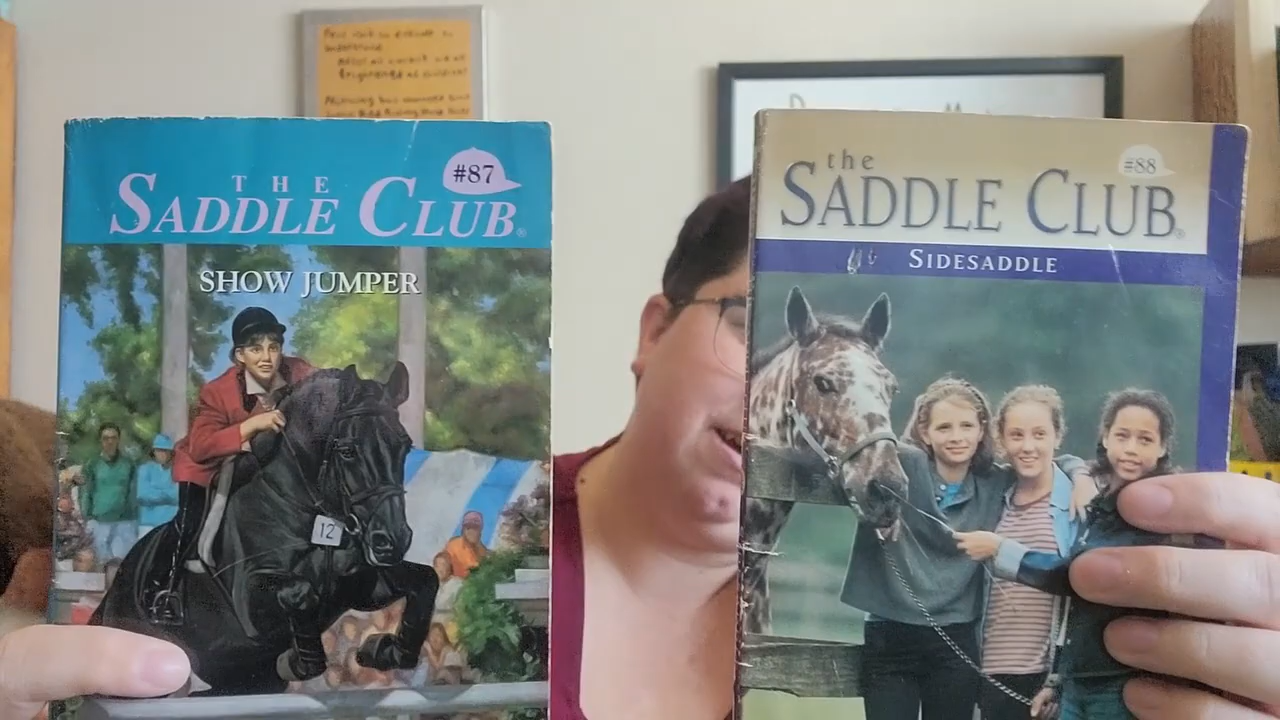 #87
THE
SADDLE CLUB®
SHOW JUMPER
12
#88
the
SADDLE CLUB®
SIDESADDLE